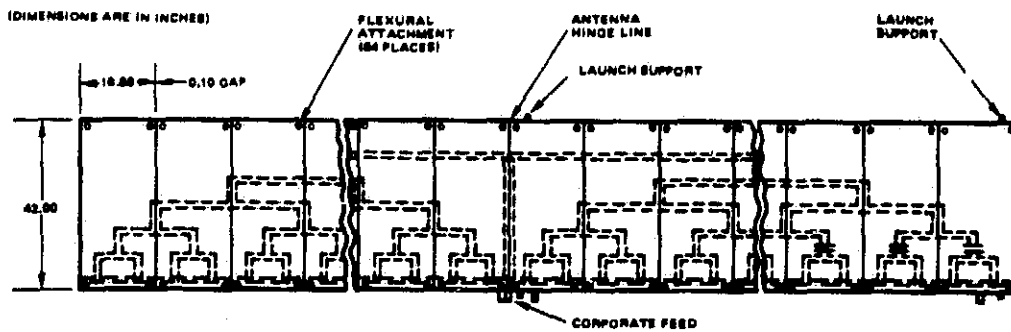 (DIMENSIONS ARE IN INCHES)
FLEXURAL
ATTACHMENT
(64 PLACES)
ANTENNA
HINGE LINE
LAUNCH
SUPPORT
LAUNCH SUPPORT
0.10 GAP
42.00
CORPORATE FEED